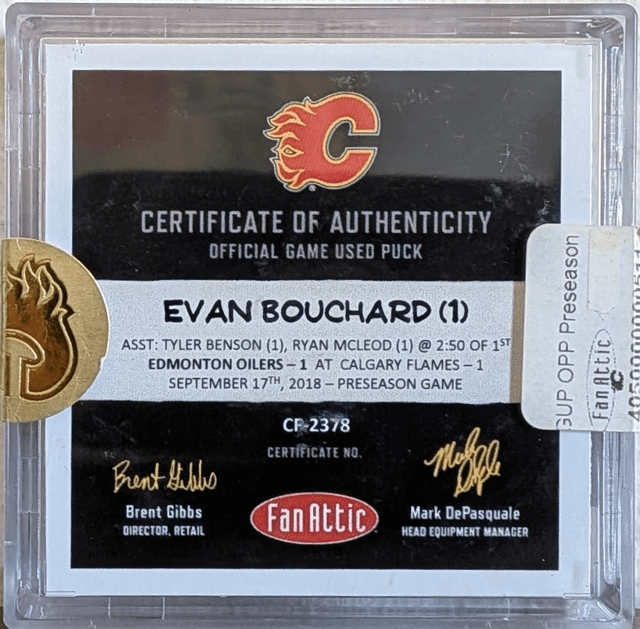 CERTIFICATE OF AUTHENTICITY
OFFICIAL GAME USED PUCK
EVAN BOUCHARD (1)
ASST: TYLER BENSON (1), RYAN MCLEOD (1) @ 2:50 OF 1ST
EDMONTON OILERS – 1 AT CALGARY FLAMES – 1
SEPTEMBER 17TH, 2018 – PRESEASON GAME
CF-2378
CERTIFICATE NO.
Brent Gibbs
Brent Gibbs
DIRECTOR, RETAIL
FanAttic
Mark DePasquale
HEAD EQUIPMENT MANAGER
GUP OPP Preseason
FanAttic